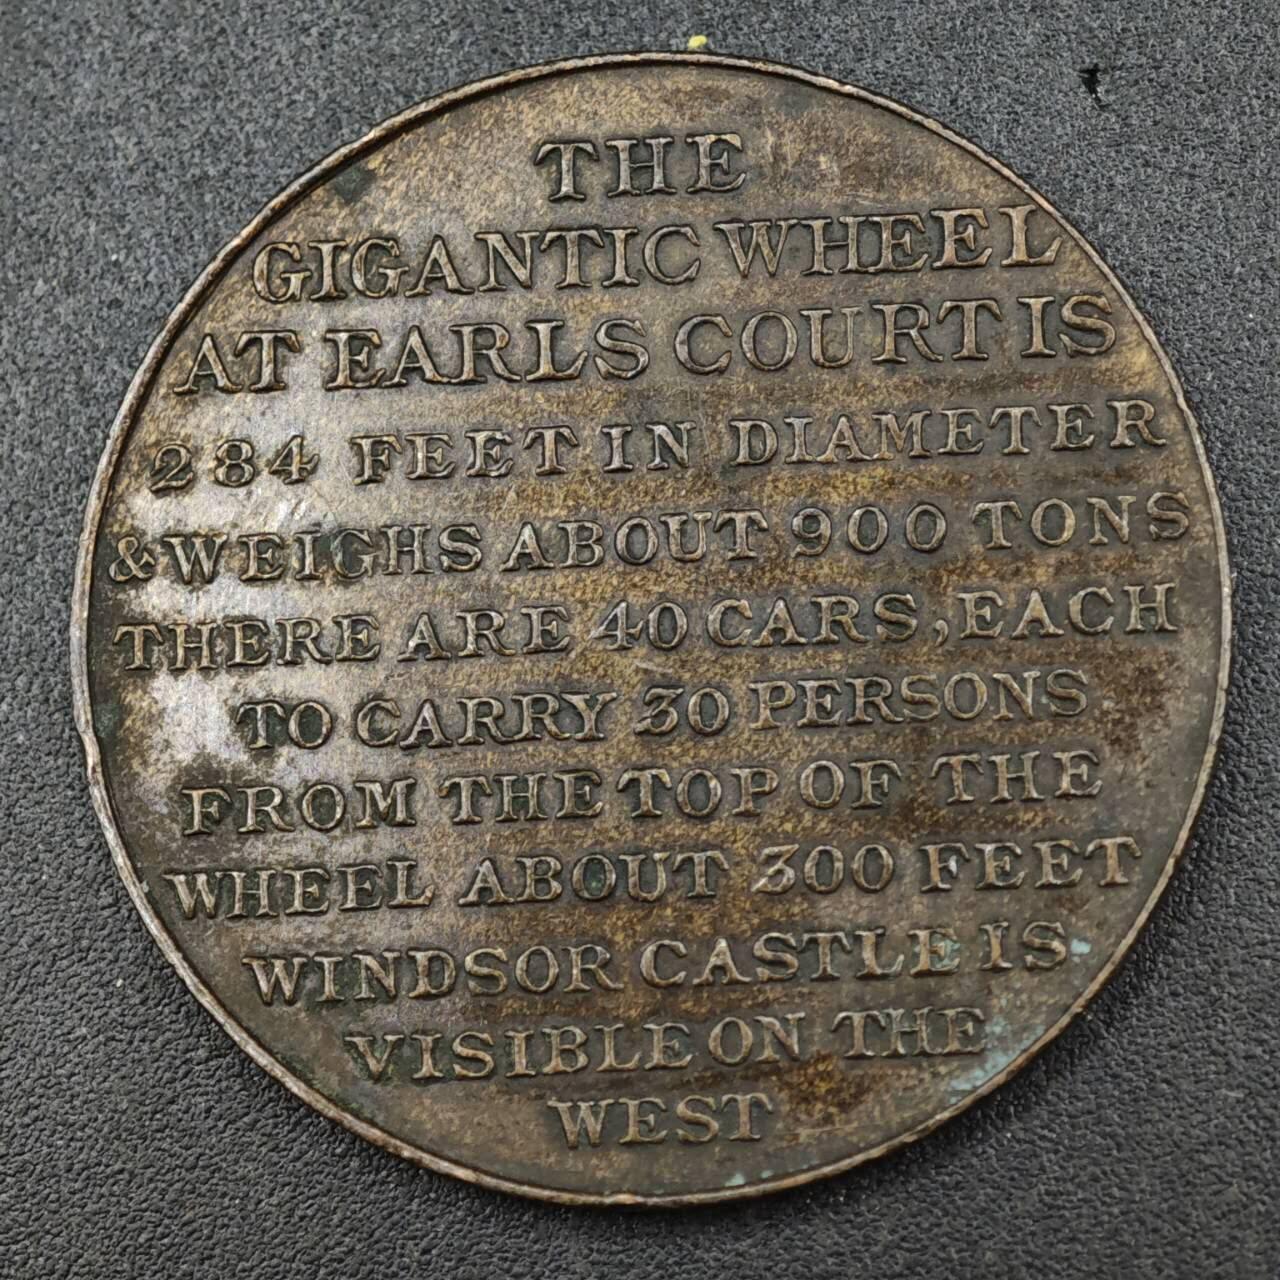 THE
GIGANTIC WHEEL
AT EARLS COURT IS
284 FEET IN DIAMETER
& WEIGHS ABOUT 900 TONS
THERE ARE 40 CARS, EACH
TO CARRY 30 PERSONS
FROM THE TOP OF THE
WHEEL ABOUT 300 FEET
WINDSOR CASTLE IS
VISIBLE ON THE
WEST